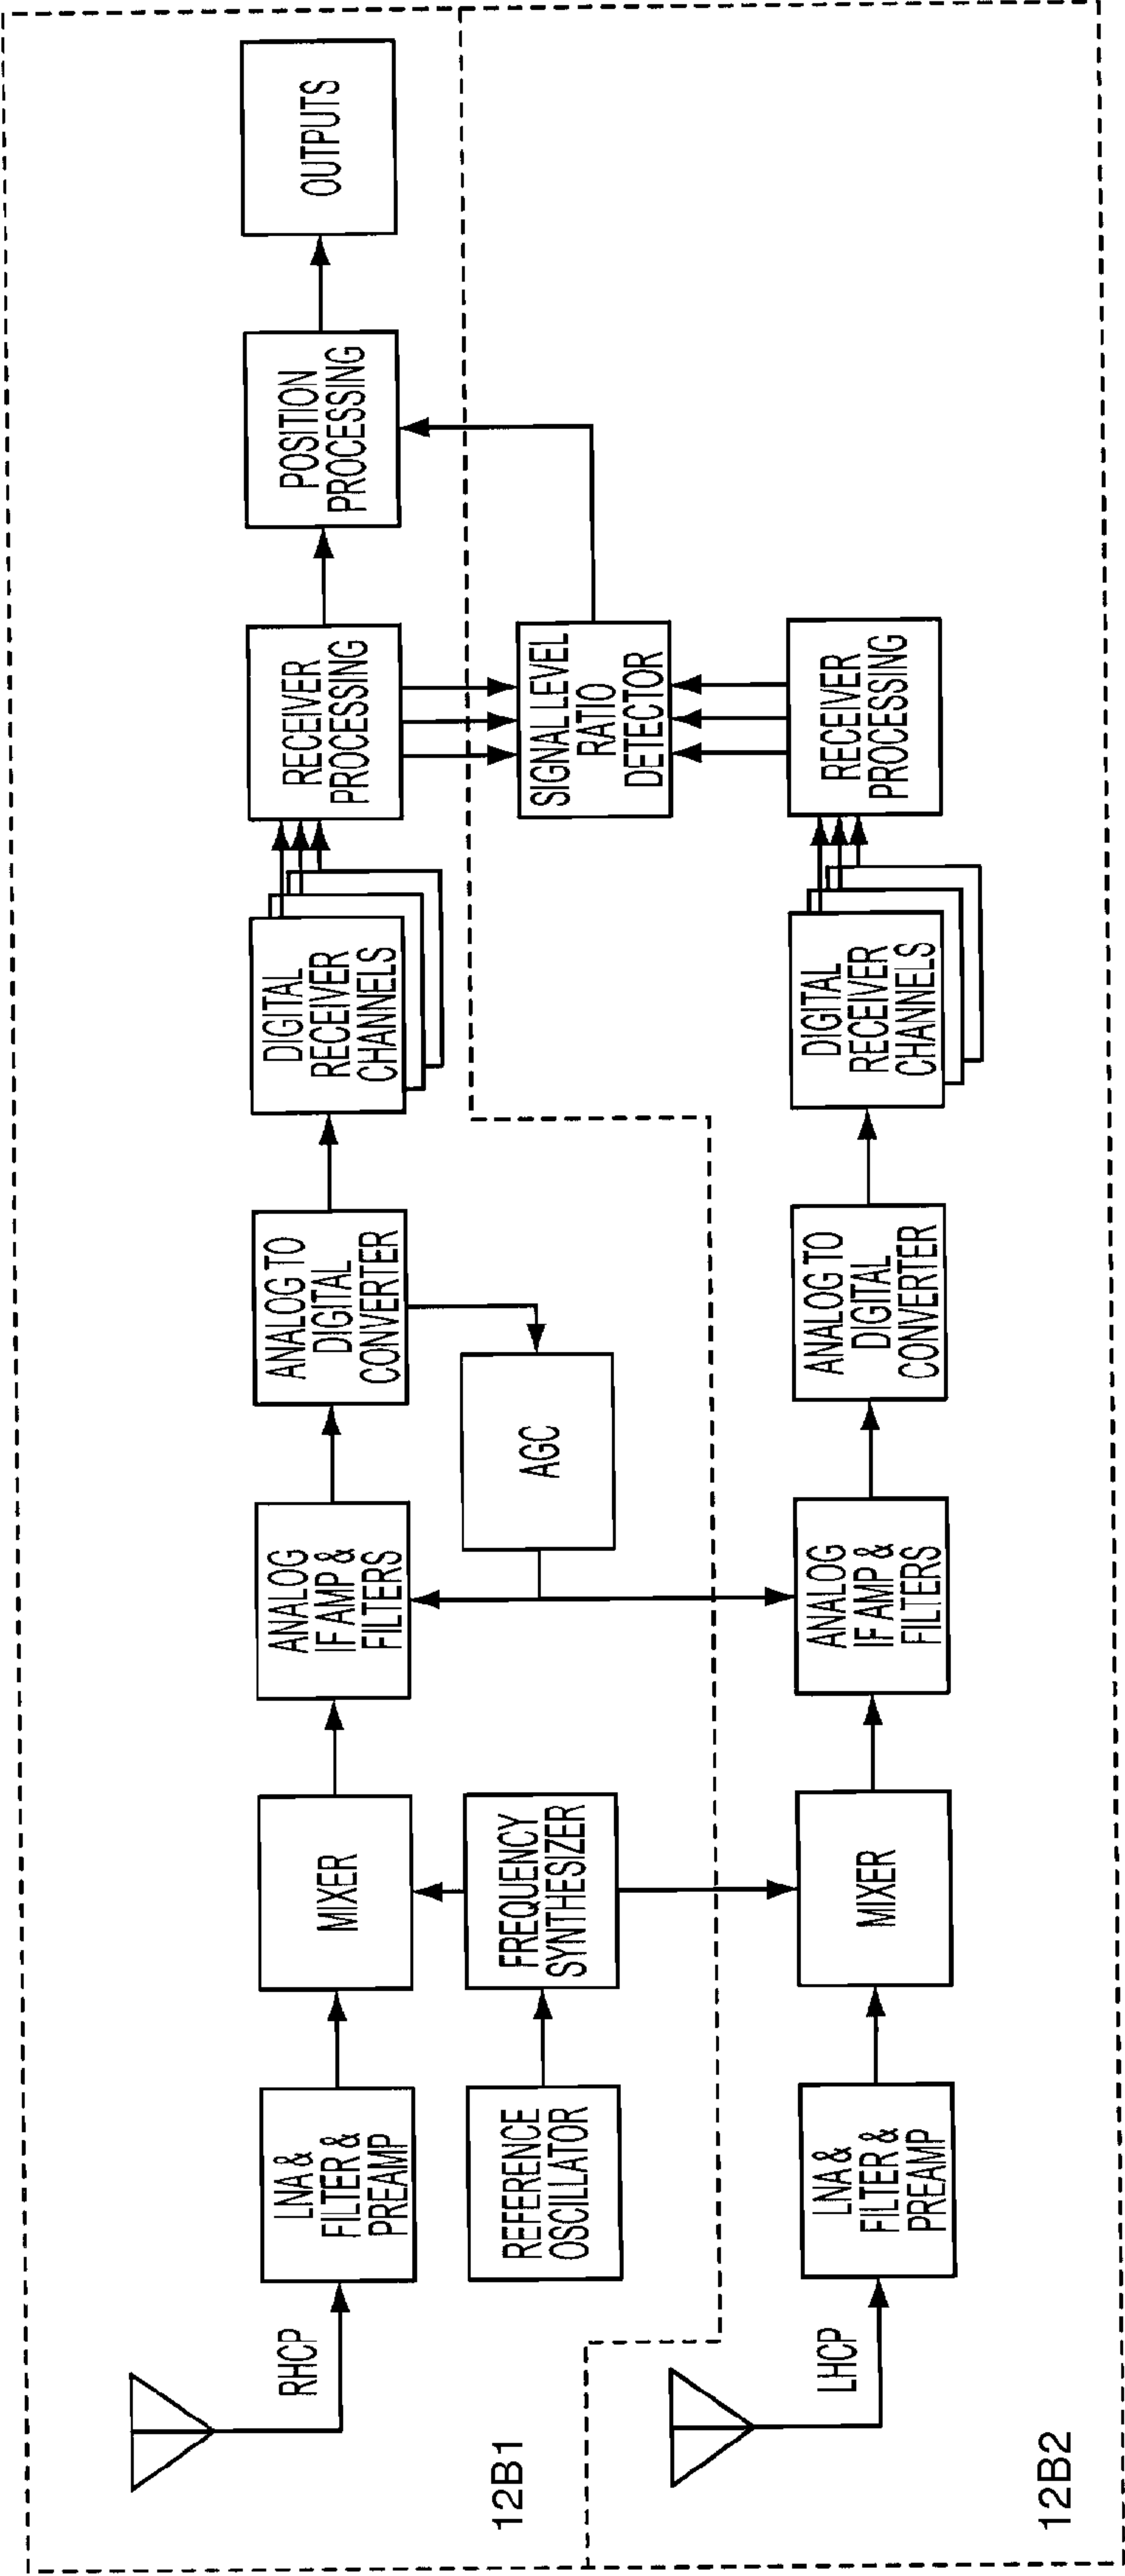 RHCP
LNA &
FILTER &
PREAMP
MIXER
ANALOG
IF AMP &
FILTERS
ANALOG TO
DIGITAL
CONVERTER
DIGITAL
RECEIVER
CHANNELS
RECEIVER
PROCESSING
POSITION
PROCESSING
OUTPUTS
REFERENCE
OSCILLATOR
FREQUENCY
SYNTHESIZER
AGC
SIGNAL LEVEL
RATIO
DETECTOR
12B1
LHCP
LNA &
FILTER &
PREAMP
MIXER
ANALOG
IF AMP &
FILTERS
ANALOG TO
DIGITAL
CONVERTER
DIGITAL
RECEIVER
CHANNELS
RECEIVER
PROCESSING
12B2